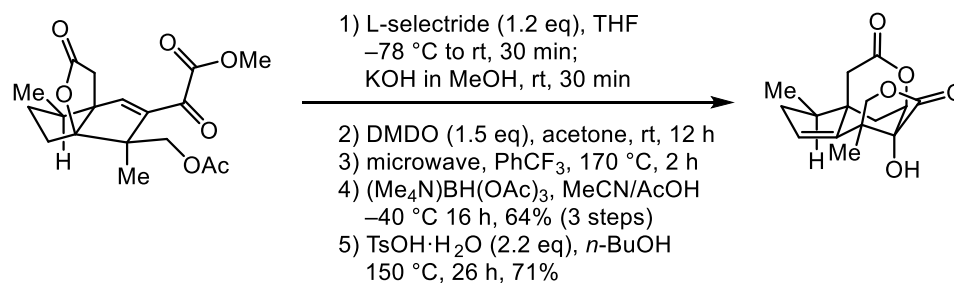 O
O
Me
H
O
OMe
O
OAc
Me
1) L-selectride (1.2 eq), THF
–78 °C to rt, 30 min;
KOH in MeOH, rt, 30 min
2) DMDO (1.5 eq), acetone, rt, 12 h
3) microwave, PhCF₃, 170 °C, 2 h
4) (Me₄N)BH(OAc)₃, MeCN/AcOH
–40 °C 16 h, 64% (3 steps)
5) TsOH·H₂O (2.2 eq), n-BuOH
150 °C, 26 h, 71%
O
O
Me
O
O
H
Me
OH